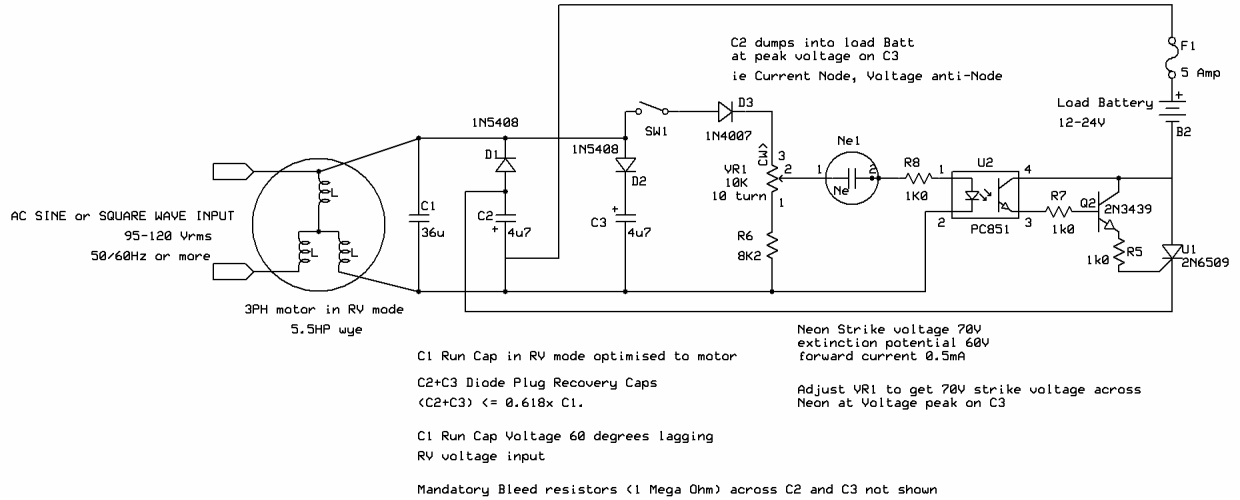 C2 dumps into load Batt
at peak voltage on C3
ie Current Node, Voltage anti-Node
F1
5 Amp
Load Battery
12-24V
+
B2
1N5408
D1
1N5408
D2
SW1
D3
1N4007
CW>
3
VR1
10K
10 turn
2
1
R6
8K2
Ne1
1
2
Ne
R8
1K0
U2
1
2
4
3
PC851
R7
1k0
Q2
2N3439
R5
1k0
U1
2N6509
AC SINE or SQUARE WAVE INPUT
95-120 Vrms
50/60Hz or more
L
L
L
3PH motor in RV mode
5.5HP wye
C1
36u
C2
+
4u7
+
C3
4u7
C1 Run Cap in RV mode optimised to motor
C2+C3 Diode Plug Recovery Caps
(C2+C3) <= 0.618x C1.
C1 Run Cap Voltage 60 degrees lagging
RV voltage input
Mandatory Bleed resistors (1 Mega Ohm) across C2 and C3 not shown
Neon Strike voltage 70V
extinction potential 60V
forward current 0.5mA
Adjust VR1 to get 70V strike voltage across
Neon at Voltage peak on C3